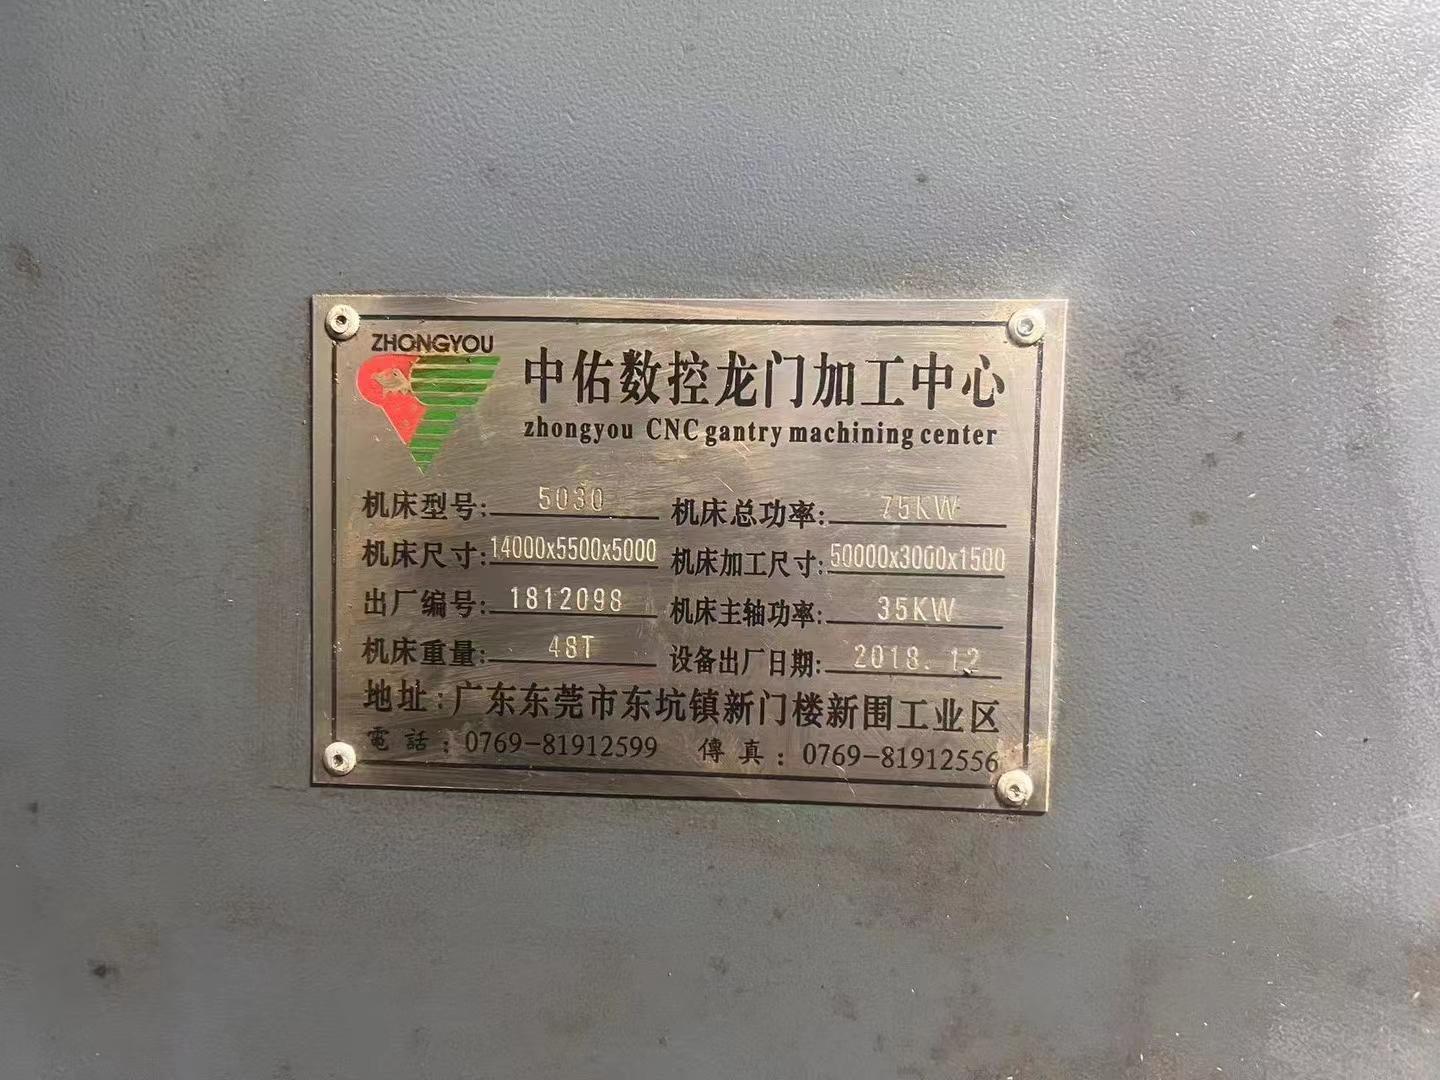 ZHONGYOU
中佑数控龙门加工中心
zhongyou CNC gantry machining center
机床型号: 5030 机床总功率: 75KW
机床尺寸: 14000x5500x5000 机床加工尺寸: 50000x3000x1500
出厂编号: 1812098 机床主轴功率: 35KW
机床重量: 48T 设备出厂日期: 2018.12
地址:广东东莞市东坑镇新门楼新围工业区
電話:0769-81912599 傳真:0769-81912556